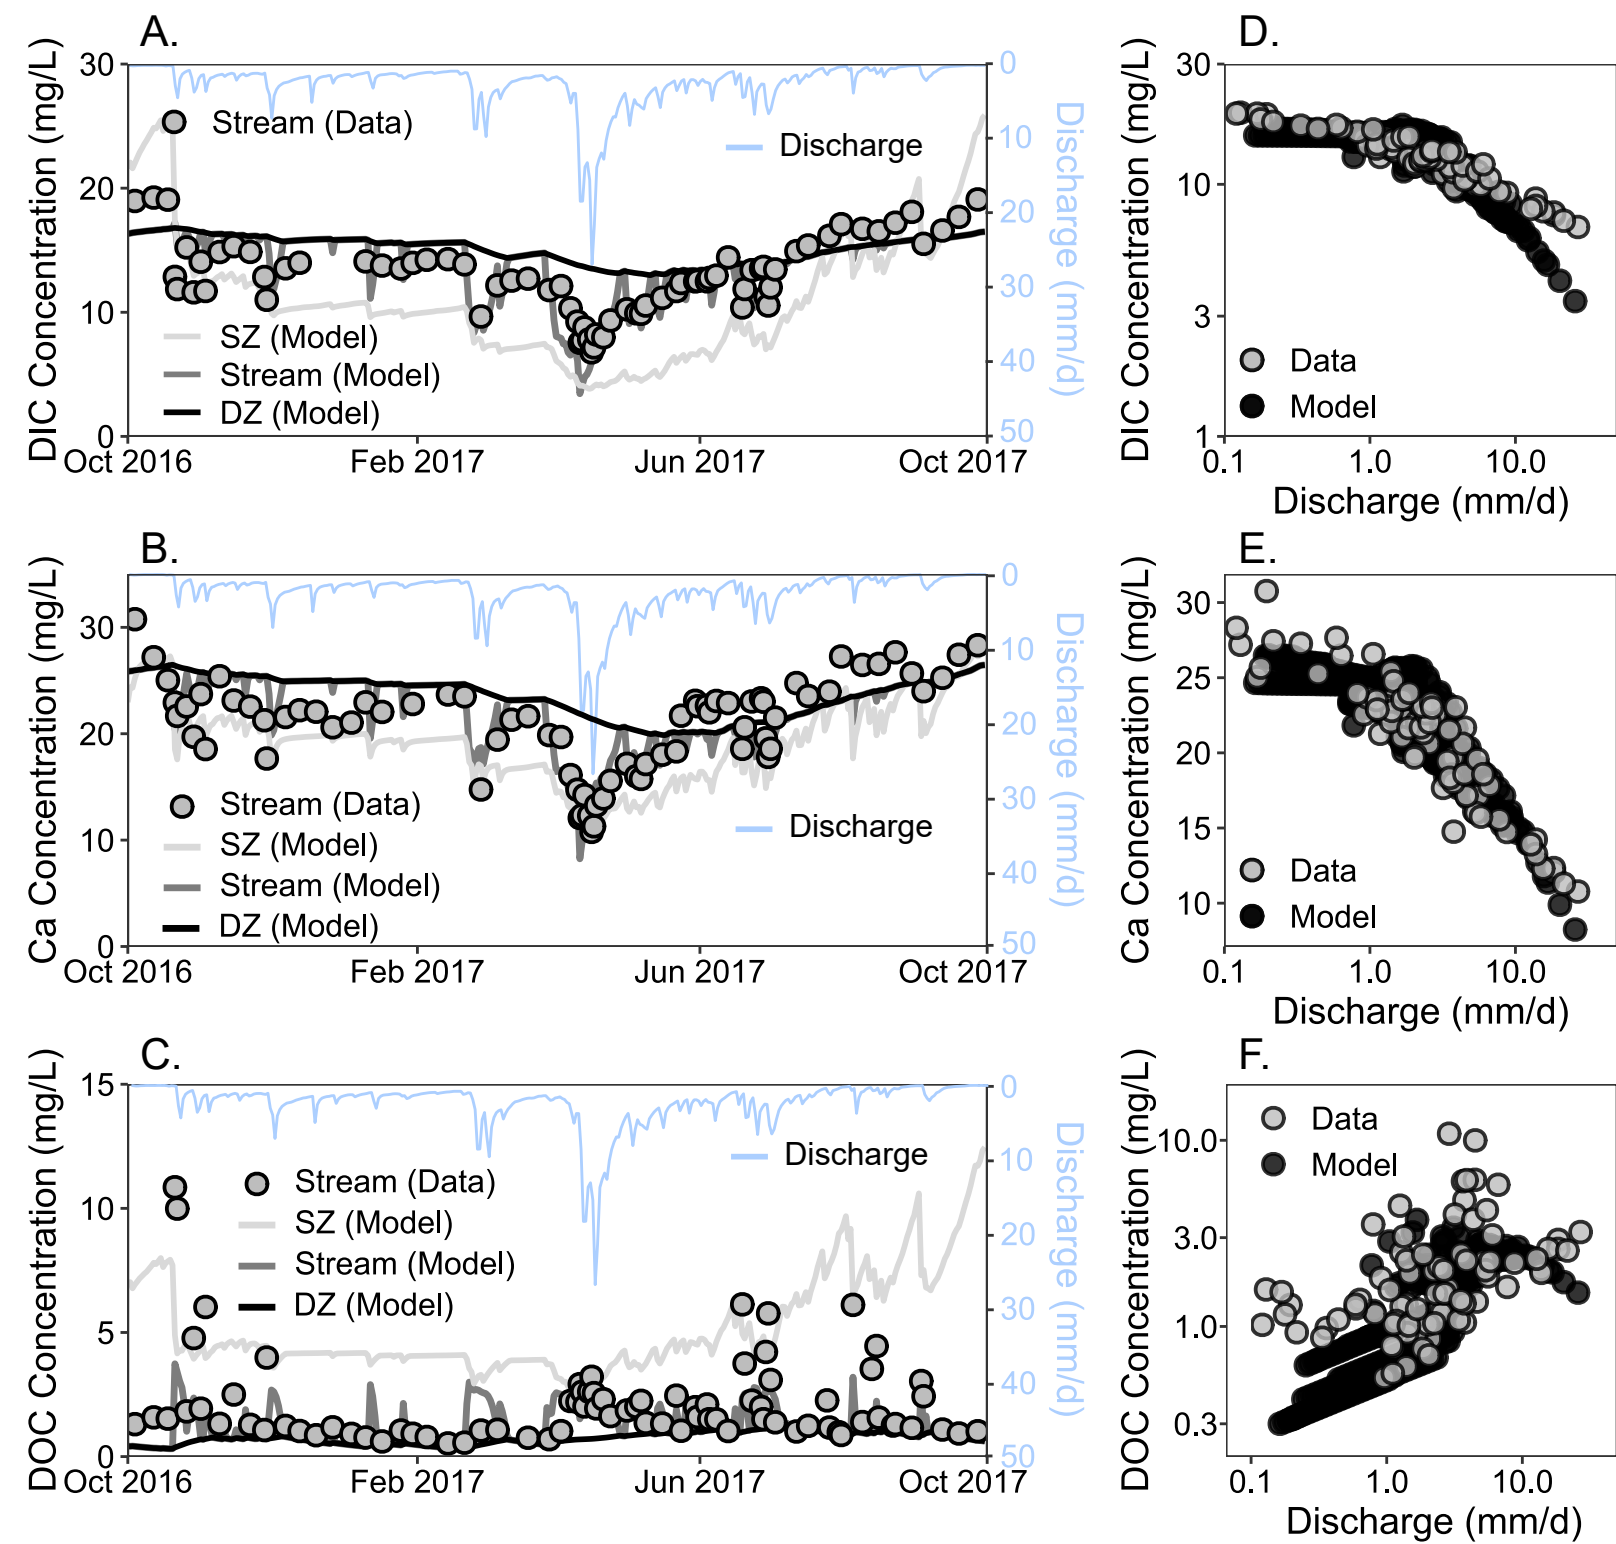 A.
DIC Concentration (mg/L)
30
20
10
0
Stream (Data)
SZ (Model)
Stream (Model)
DZ (Model)
Discharge
0
10
20
30
40
50
Discharge (mm/d)
Oct 2016
Feb 2017
Jun 2017
Oct 2017
D.
DIC Concentration (mg/L)
30
10
3
1
Data
Model
0.1
1.0
10.0
Discharge (mm/d)
B.
Ca Concentration (mg/L)
30
20
10
0
Stream (Data)
SZ (Model)
Stream (Model)
DZ (Model)
Discharge
0
10
20
30
40
50
Discharge (mm/d)
Oct 2016
Feb 2017
Jun 2017
Oct 2017
E.
Ca Concentration (mg/L)
30
25
20
15
10
Data
Model
0.1
1.0
10.0
Discharge (mm/d)
C.
DOC Concentration (mg/L)
15
10
5
0
Stream (Data)
SZ (Model)
Stream (Model)
DZ (Model)
Discharge
0
10
20
30
40
50
Discharge (mm/d)
Oct 2016
Feb 2017
Jun 2017
Oct 2017
F.
DOC Concentration (mg/L)
10.0
3.0
1.0
0.3
Data
Model
0.1
1.0
10.0
Discharge (mm/d)